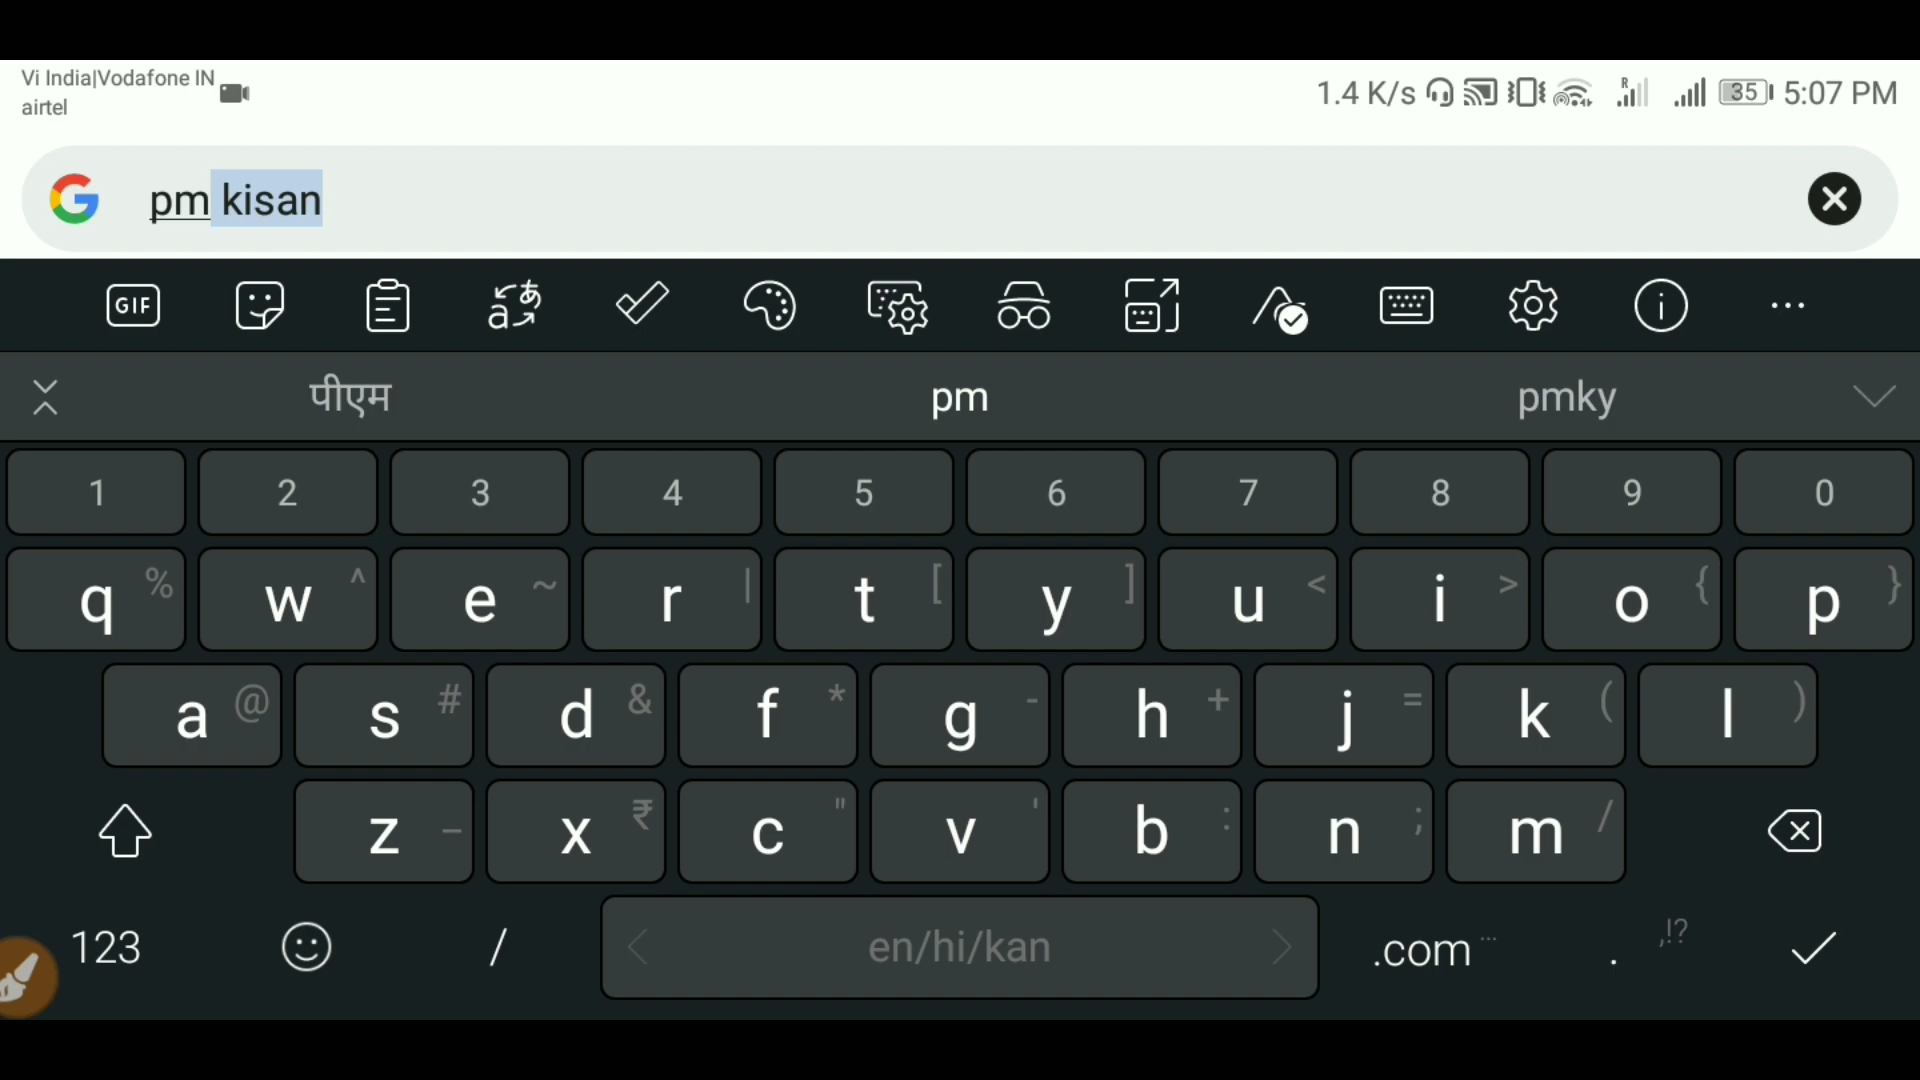 Vi India|Vodafone IN
airtel
1.4 K/s R 35 5:07 PM
pm kisan
GIF
पीएम pm pmky
1 2 3 4 5 6 7 8 9 0
q % w ^ e ~ r | t [ y ] u < i > o { p }
a @ s # d & f * g - h + j = k ( l )
z _ x ₹ c " v ' b : n ; m /
123 / en/hi/kan .com ... . ,!?